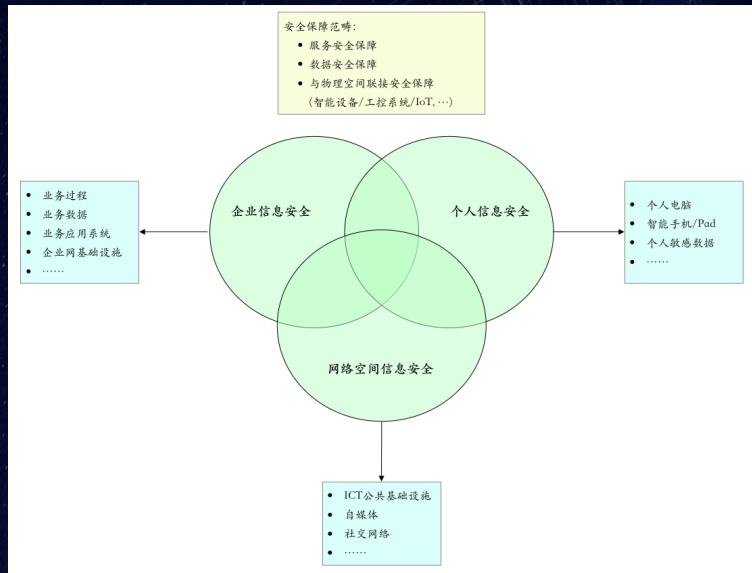 安全保障范畴:
• 服务安全保障
• 数据安全保障
• 与物理空间联接安全保障
(智能设备/工控系统/IoT, …)
企业信息安全
个人信息安全
网络空间信息安全
• 业务过程
• 业务数据
• 业务应用系统
• 企业网基础设施
• ……
• 个人电脑
• 智能手机/Pad
• 个人敏感数据
• ……
• ICT公共基础设施
• 自媒体
• 社交网络
• ……